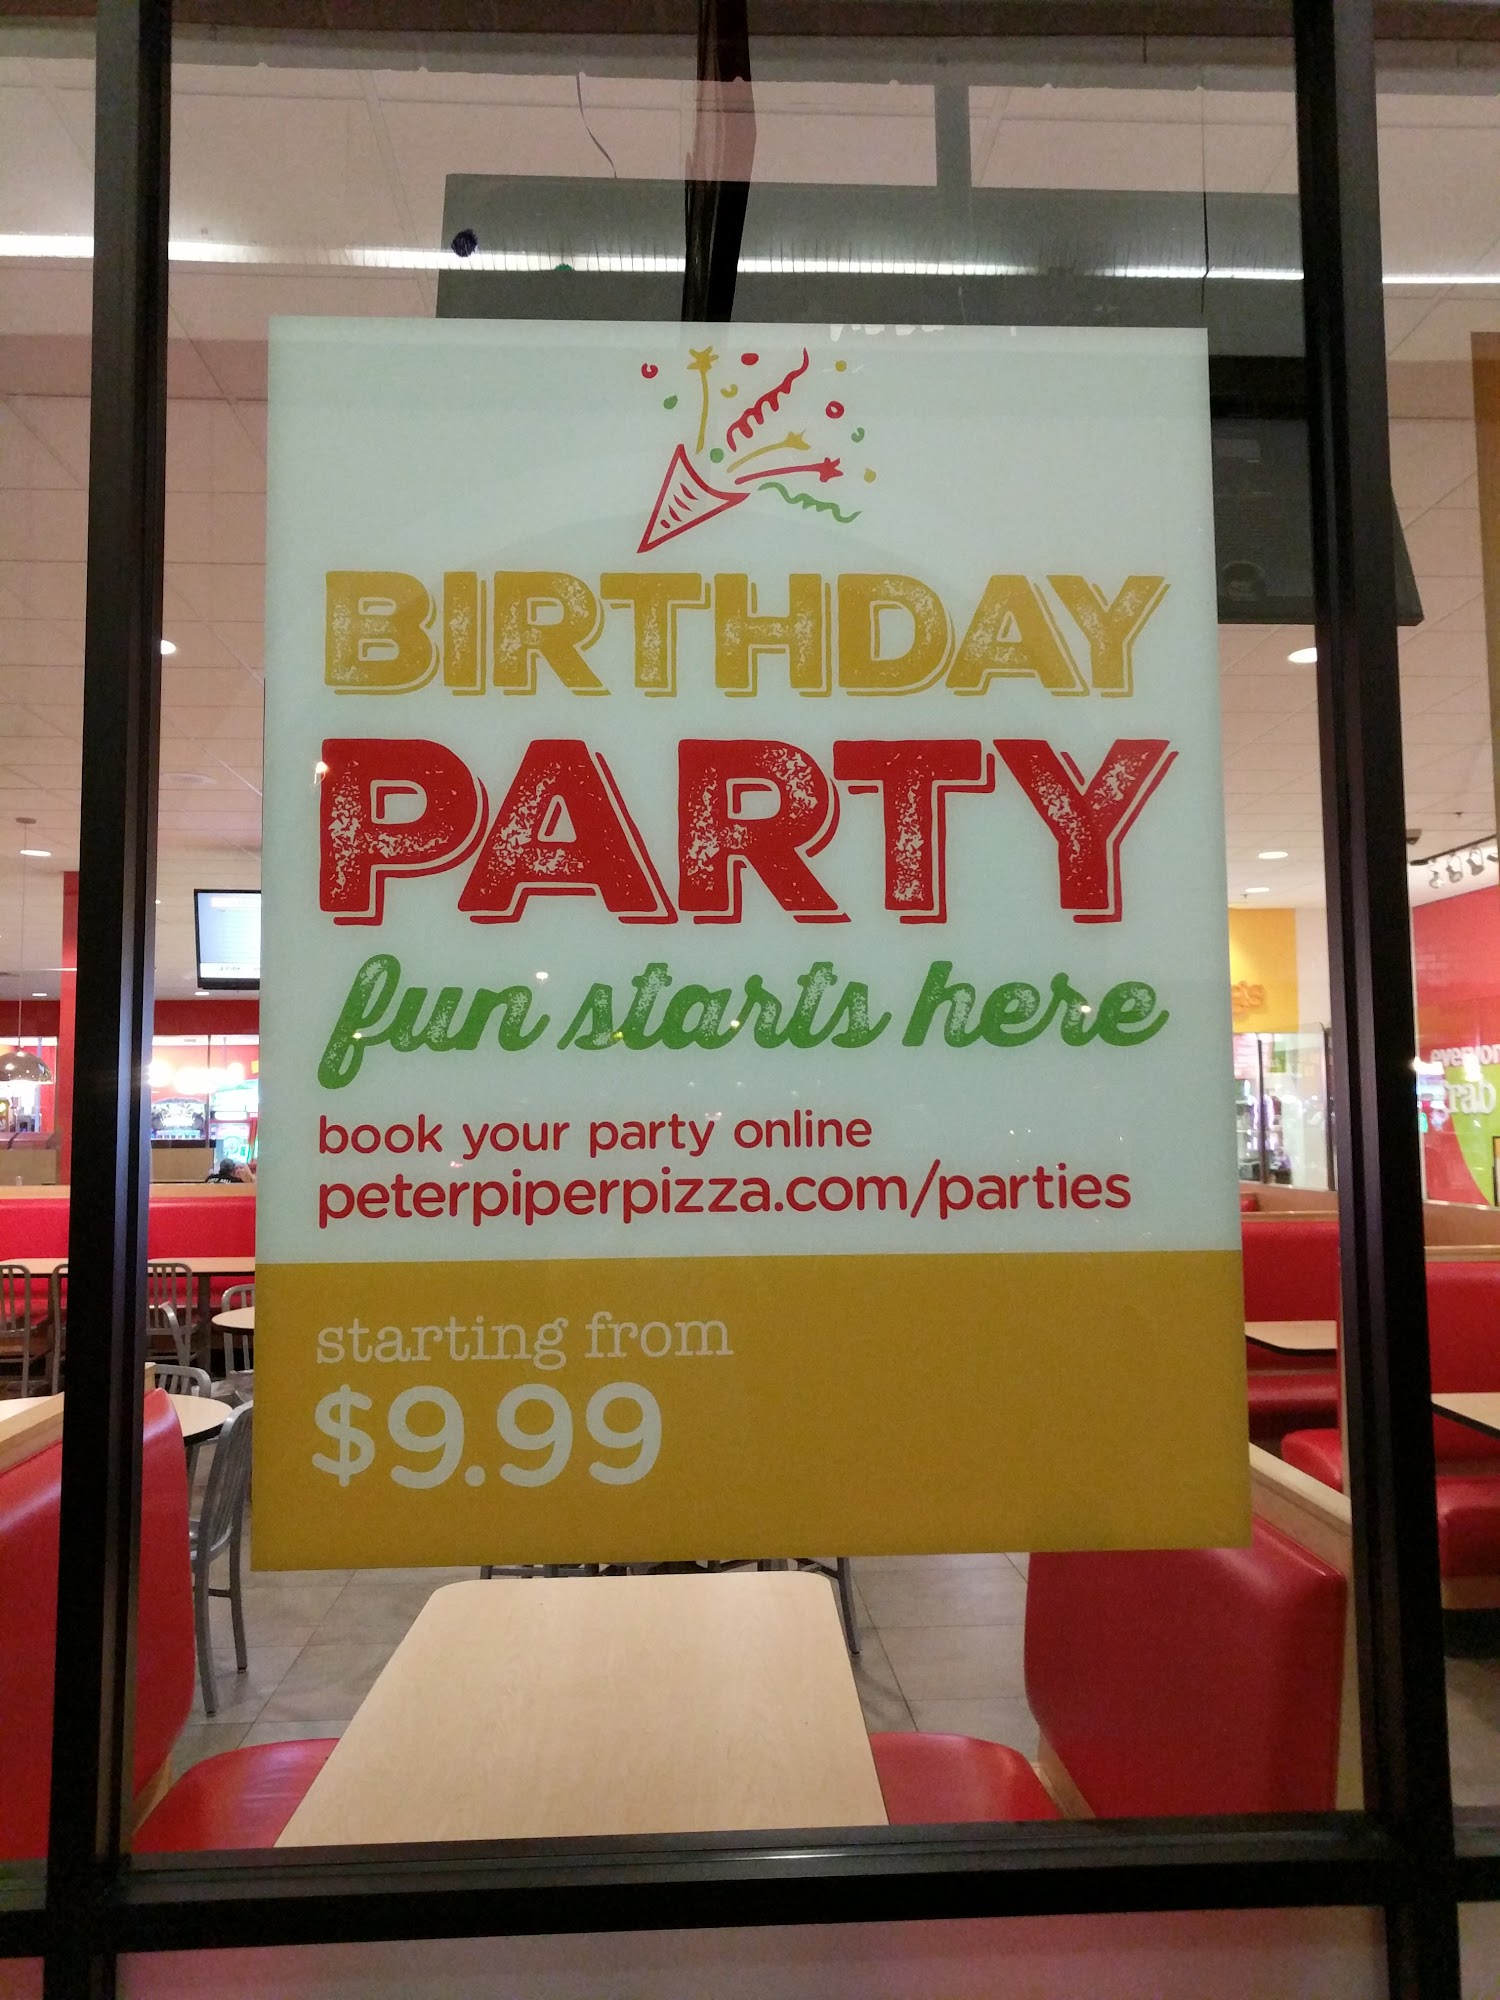 BIRTHDAY
PARTY
fun starts here
book your party online
peterpiperpizza.com/parties
starting from
$9.99